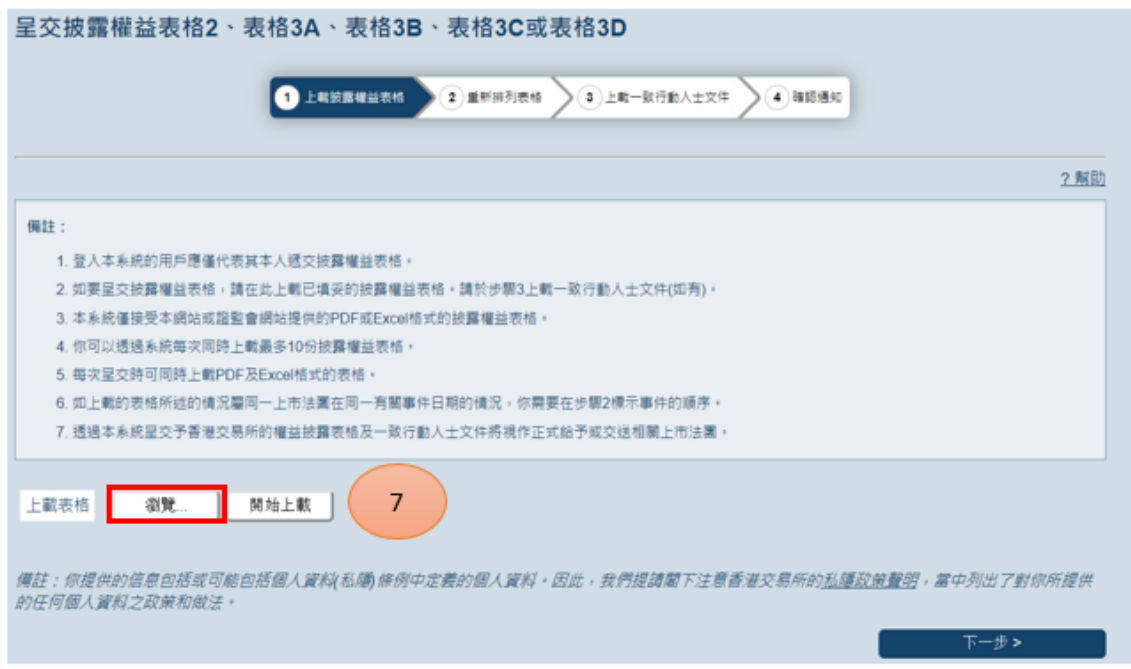 呈交披露權益表格2、表格3A、表格3B、表格3C或表格3D
1 上載披露權益表格 2 重新排列表格 3 上載一致行動人士文件 4 確認通知
? 幫助
備註：
1. 登入本系統的用戶應僅代表其本人遞交披露權益表格。
2. 如要呈交披露權益表格，請在此上載已填妥的披露權益表格。請於步驟3上載一致行動人士文件(如有)。
3. 本系統僅接受本網站或證監會網站提供的PDF或Excel格式的披露權益表格。
4. 你可以透過系統每次同時上載最多10份披露權益表格。
5. 每次呈交時可同時上載PDF及Excel格式的表格。
6. 如上載的表格所述的情況屬同一上市法團在同一有關事件日期的情況，你需要在步驟2標示事件的順序。
7. 透過本系統呈交予香港交易所的權益披露表格及一致行動人士文件將視作正式給予或交送相關上市法團。
上載表格 瀏覽... 開始上載 7
備註：你提供的信息包括或可能包括個人資料(私隱)條例中定義的個人資料。因此，我們提請閣下注意香港交易所的私隱政策聲明，當中列出了對你所提供
的任何個人資料之政策和做法。
下一步 >